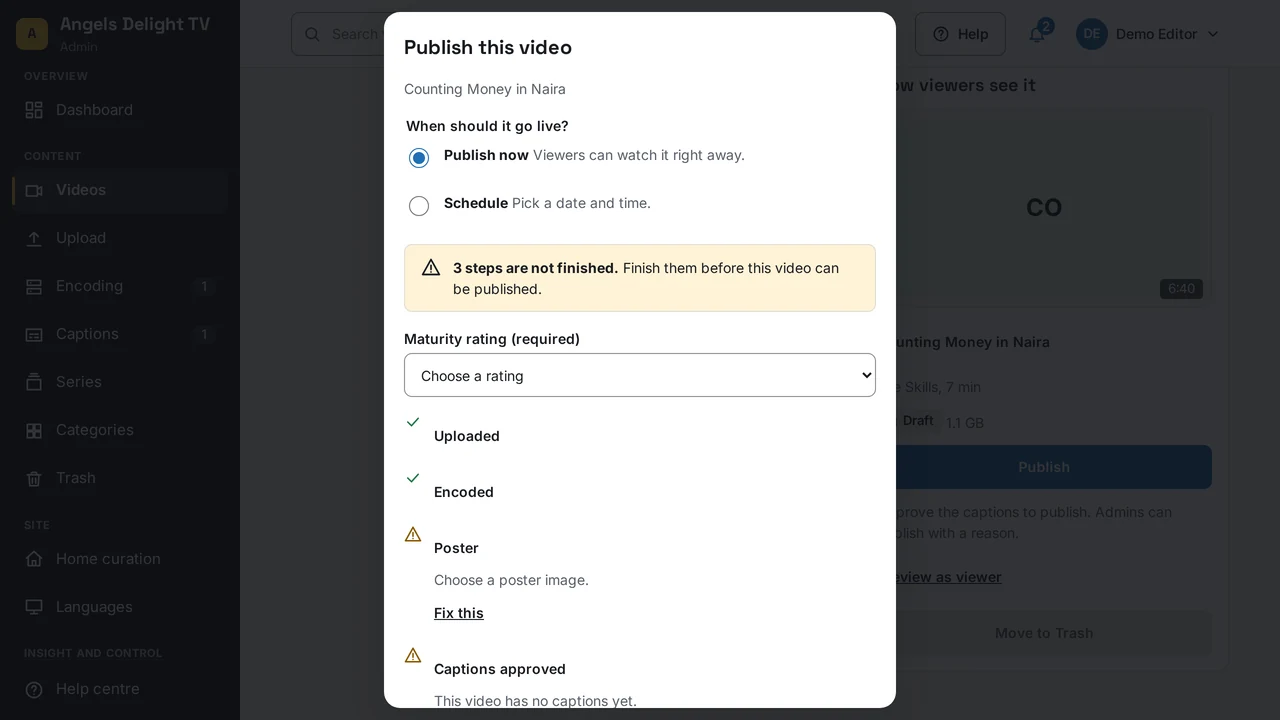 A
Angels Delight TV
Admin
OVERVIEW
Dashboard
CONTENT
Videos
Upload
Encoding 1
Captions 1
Series
Categories
Trash
SITE
Home curation
Languages
INSIGHT AND CONTROL
Help centre
Search
Help
2
DE Demo Editor
Publish this video
Counting Money in Naira
When should it go live?
Publish now Viewers can watch it right away.
Schedule Pick a date and time.
3 steps are not finished. Finish them before this video can
be published.
Maturity rating (required)
Choose a rating
Uploaded
Encoded
Poster
Choose a poster image.
Fix this
Captions approved
This video has no captions yet.
viewers see it
CO
6:40
Money in Naira
Skills, 7 min
Draft 1.1 GB
Publish
the captions to publish. Admins can
with a reason.
as viewer
Move to Trash